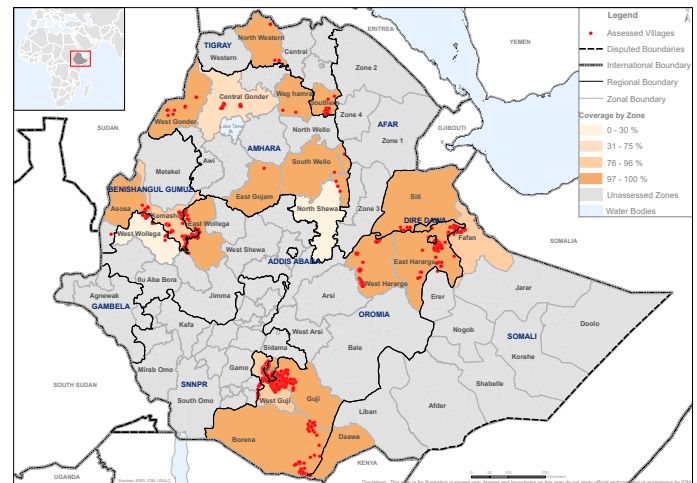 Legend
Assessed Villages
Disputed Boundaries
International Boundary
Regional Boundary
Zonal Boundary
Coverage by Zone
0 - 30 %
31 - 75 %
76 - 96 %
97 - 100 %
Unassessed Zones
Water Bodies
ERITREA
YEMEN
SUDAN
DJIBOUTI
SOMALIA
SOUTH SUDAN
UGANDA
KENYA
North Western
TIGRAY
Western
Central
Southern
Zone 2
Central Gonder
Wag hamra
West Gonder
Lake Tana
North Wello
Zone 4
AFAR
Zone 1
AMHARA
Metekel
Awi
South Wello
BENISHANGUL GUMUZ
East Gojam
Asosa
Kemashi
North Shewa
Zone 3
Siti
East Wollega
DIRE DAWA
West Wollega
Fafan
West Shewa
ADDIS ABABA
East Hararge
West Hararge
Ilu Aba Bora
Jimma
Arsi
Erer
Jarar
Agnewak
GAMBELA
OROMIA
Kefa
West Arsi
Nogob
SOMALI
Doolo
Sidama
Bale
Korahe
Mirab Omo
Gamo
SNNPR
Shabelle
South Omo
West Guji
Guji
Liban
Afder
Borena
Daawa
Sources: ESRI, IOM, UNALC